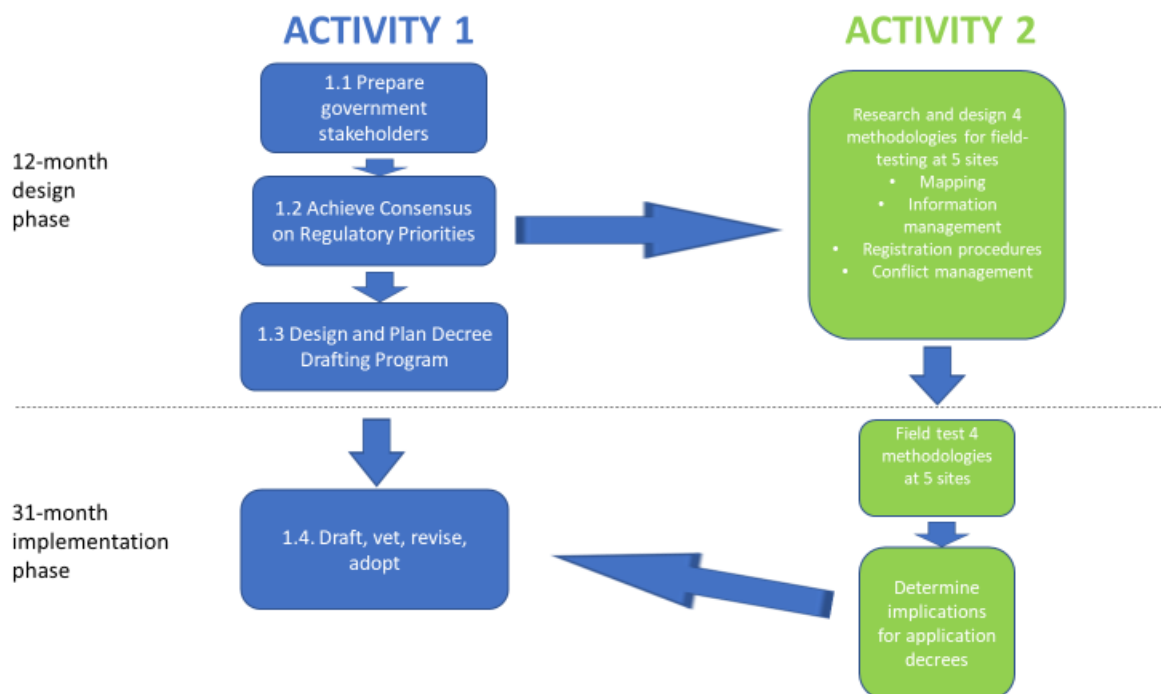 ACTIVITY 1
ACTIVITY 2
12-month
design
phase
1.1 Prepare
government
stakeholders
1.2 Achieve Consensus
on Regulatory Priorities
1.3 Design and Plan Decree
Drafting Program
Research and design 4
methodologies for field-
testing at 5 sites
• Mapping
• Information
management
• Registration procedures
• Conflict management
31-month
implementation
phase
1.4. Draft, vet, revise,
adopt
Field test 4
methodologies
at 5 sites
Determine
implications
for application
decrees